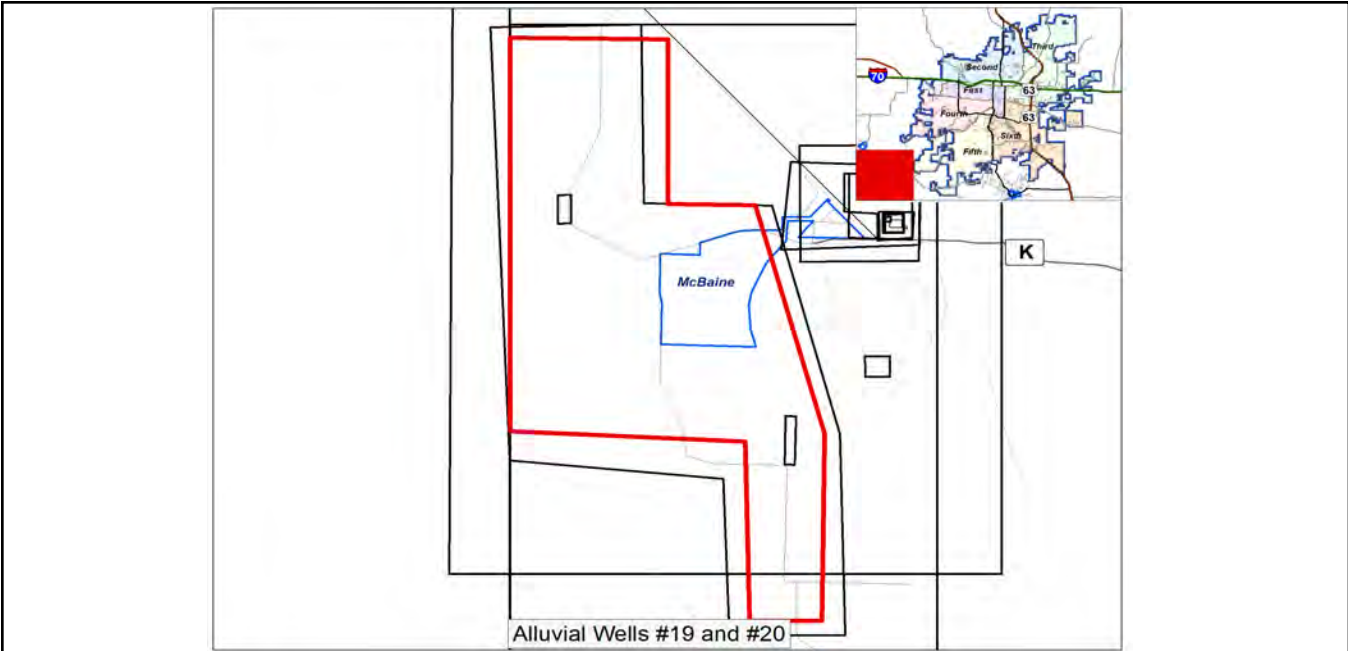 Third
Second
70
First
63
Fourth
63
Sixth
Fifth
K
McBaine
Alluvial Wells #19 and #20